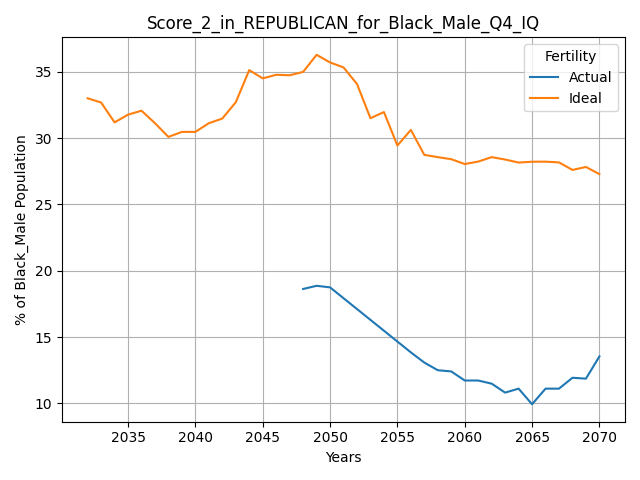 Score_2_in_REPUBLICAN_for_Black_Male_Q4_IQ
Fertility
Actual
Ideal
% of Black_Male Population
35
30
25
20
15
10
2035 2040 2045 2050 2055 2060 2065 2070
Years